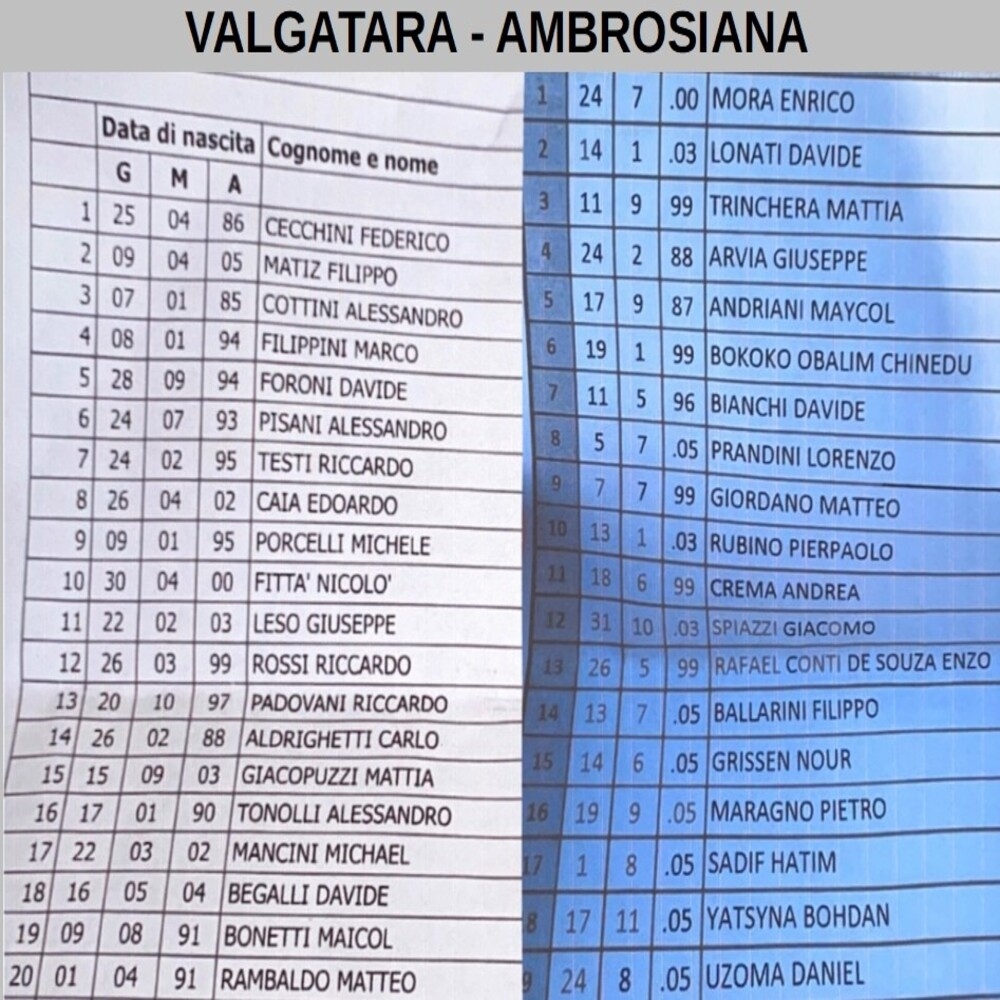 VALGATARA - AMBROSIANA
Data di nascita Cognome e nome
G M A
1 25 04 86 CECCHINI FEDERICO
2 09 04 05 MATIZ FILIPPO
3 07 01 85 COTTINI ALESSANDRO
4 08 01 94 FILIPPINI MARCO
5 28 09 94 FORONI DAVIDE
6 24 07 93 PISANI ALESSANDRO
7 24 02 95 TESTI RICCARDO
8 26 04 02 CAIA EDOARDO
9 09 01 95 PORCELLI MICHELE
10 30 04 00 FITTA' NICOLO'
11 22 02 03 LESO GIUSEPPE
12 26 03 99 ROSSI RICCARDO
13 20 10 97 PADOVANI RICCARDO
14 26 02 88 ALDRIGHETTI CARLO
15 15 09 03 GIACOPUZZI MATTIA
16 17 01 90 TONOLLI ALESSANDRO
17 22 03 02 MANCINI MICHAEL
18 16 05 04 BEGALLI DAVIDE
19 09 08 91 BONETTI MAICOL
20 01 04 91 RAMBALDO MATTEO
1 24 7 .00 MORA ENRICO
2 14 1 .03 LONATI DAVIDE
3 11 9 99 TRINCHERA MATTIA
4 24 2 88 ARVIA GIUSEPPE
5 17 9 87 ANDRIANI MAYCOL
6 19 1 99 BOKOKO OBALIM CHINEDU
7 11 5 96 BIANCHI DAVIDE
8 5 7 .05 PRANDINI LORENZO
9 7 7 99 GIORDANO MATTEO
10 13 1 .03 RUBINO PIERPAOLO
11 18 6 99 CREMA ANDREA
12 31 10 .03 SPIAZZI GIACOMO
13 26 5 99 RAFAEL CONTI DE SOUZA ENZO
14 13 7 .05 BALLARINI FILIPPO
15 14 6 .05 GRISSEN NOUR
16 19 9 .05 MARAGNO PIETRO
17 1 8 .05 SADIF HATIM
8 17 11 .05 YATSYNA BOHDAN
9 24 8 .05 UZOMA DANIEL